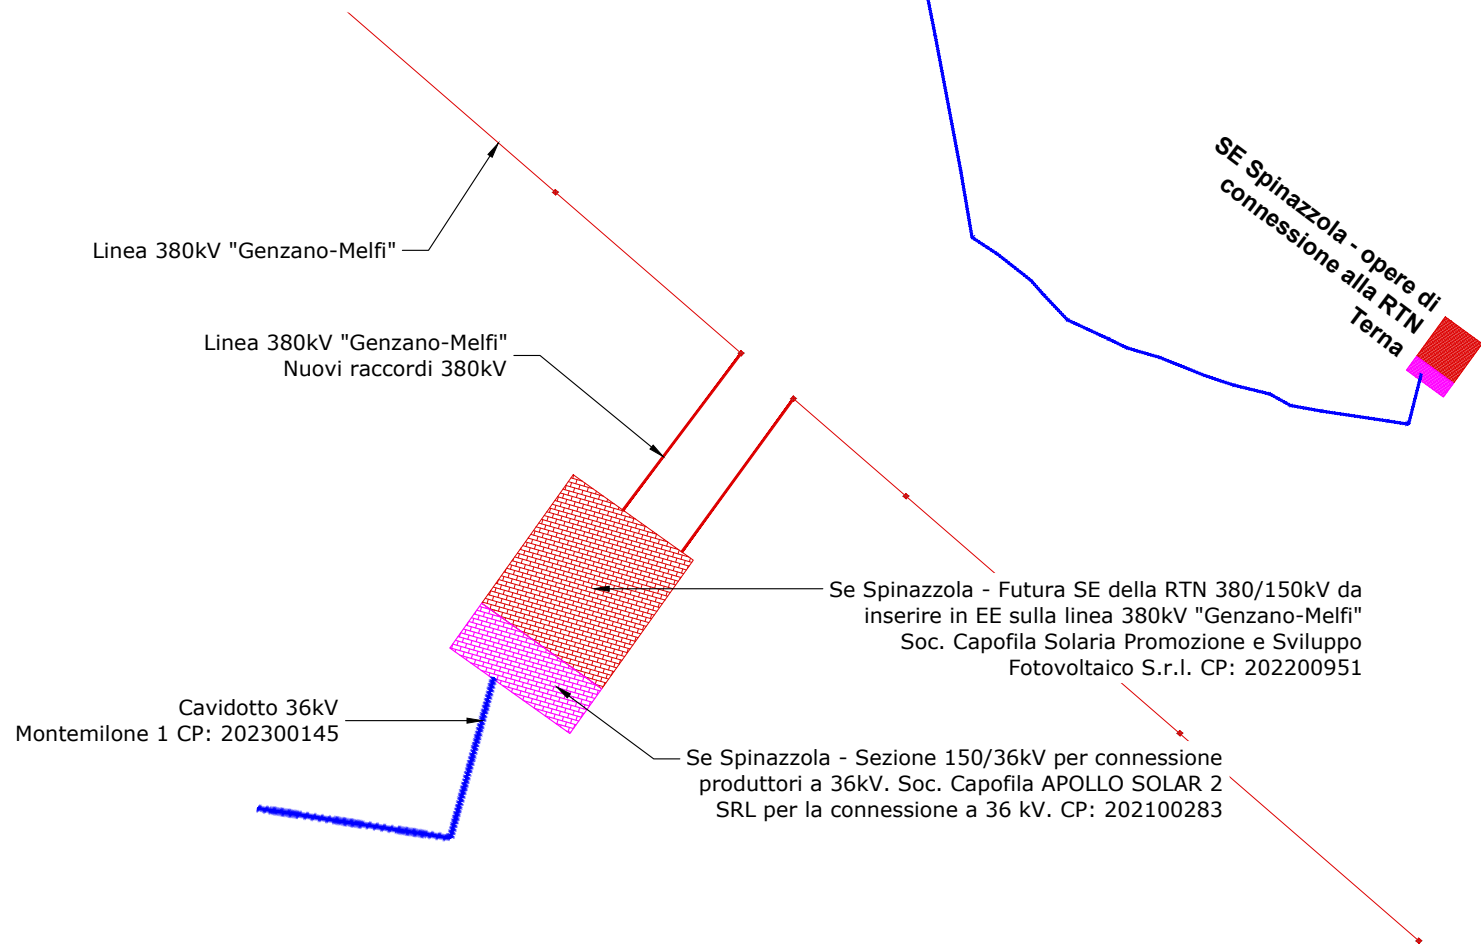 SE Spinazzola - opere di
connessione alla RTN
Terna
Linea 380kV "Genzano-Melfi"
Linea 380kV "Genzano-Melfi"
Nuovi raccordi 380kV
Se Spinazzola - Futura SE della RTN 380/150kV da
inserire in EE sulla linea 380kV "Genzano-Melfi"
Soc. Capofila Solaria Promozione e Sviluppo
Fotovoltaico S.r.l. CP: 202200951
Cavidotto 36kV
Montemilone 1 CP: 202300145
Se Spinazzola - Sezione 150/36kV per connessione
produttori a 36kV. Soc. Capofila APOLLO SOLAR 2
SRL per la connessione a 36 kV. CP: 202100283